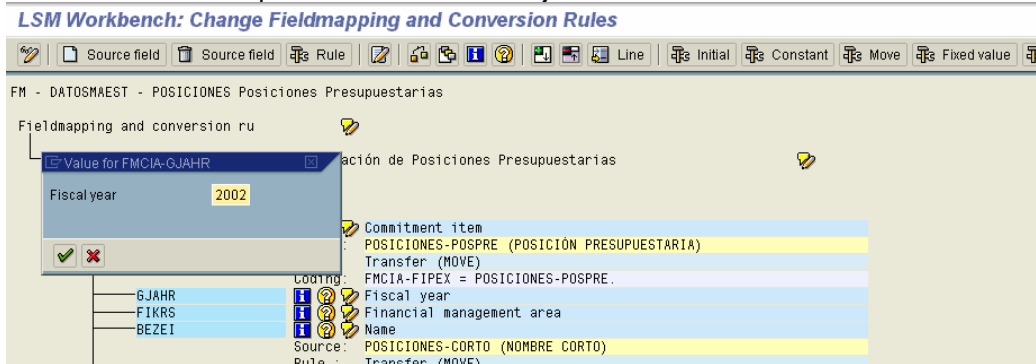 LSM Workbench: Change Fieldmapping and Conversion Rules
Source field Source field Rule Line Initial Constant Move Fixed value
FM - DATOSMAEST - POSICIONES Posiciones Presupuestarias
Fieldmapping and conversion ru
ación de Posiciones Presupuestarias
Value for FMCIA-GJAHR
Fiscal year 2002
Commitment item
: POSICIONES-POSPRE (POSICIÓN PRESUPUESTARIA)
Transfer (MOVE)
Coding: FMCIA-FIPEX = POSICIONES-POSPRE.
GJAHR Fiscal year
FIKRS Financial management area
BEZEI Name
Source: POSICIONES-CORTO (NOMBRE CORTO)
Rule : Transfer (MOVE)